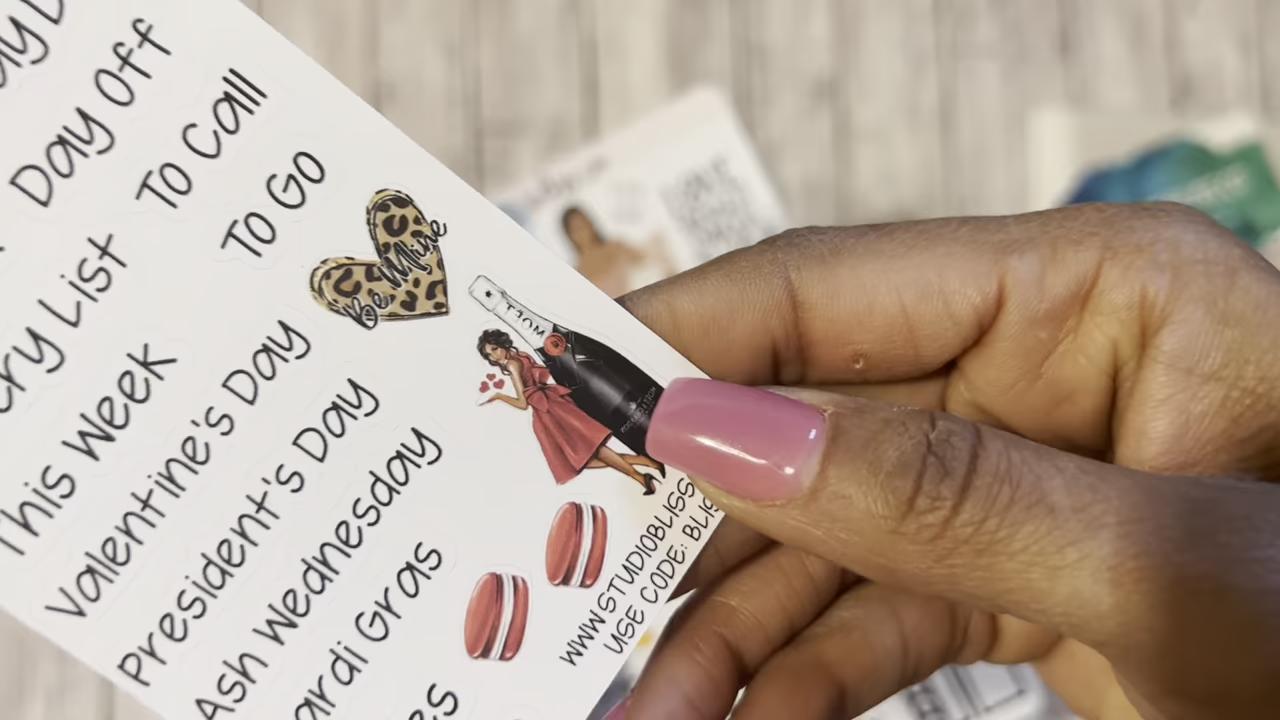 Day Off
To Call
To Go
List
This Week
Be Mine
Valentine's Day
President's Day
Ash Wednesday
Gras
MOET
WWW.STUDIOBLISS
USE CODE: